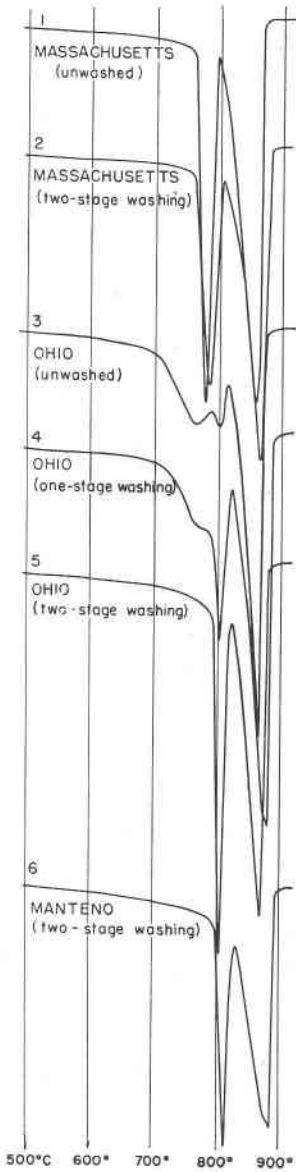 1
MASSACHUSETTS
(unwashed)
2
MASSACHUSETTS
(two-stage washing)
3
OHIO
(unwashed)
4
OHIO
(one-stage washing)
5
OHIO
(two-stage washing)
6
MANTENO
(two-stage washing)
500°C 600° 700° 800° 900°